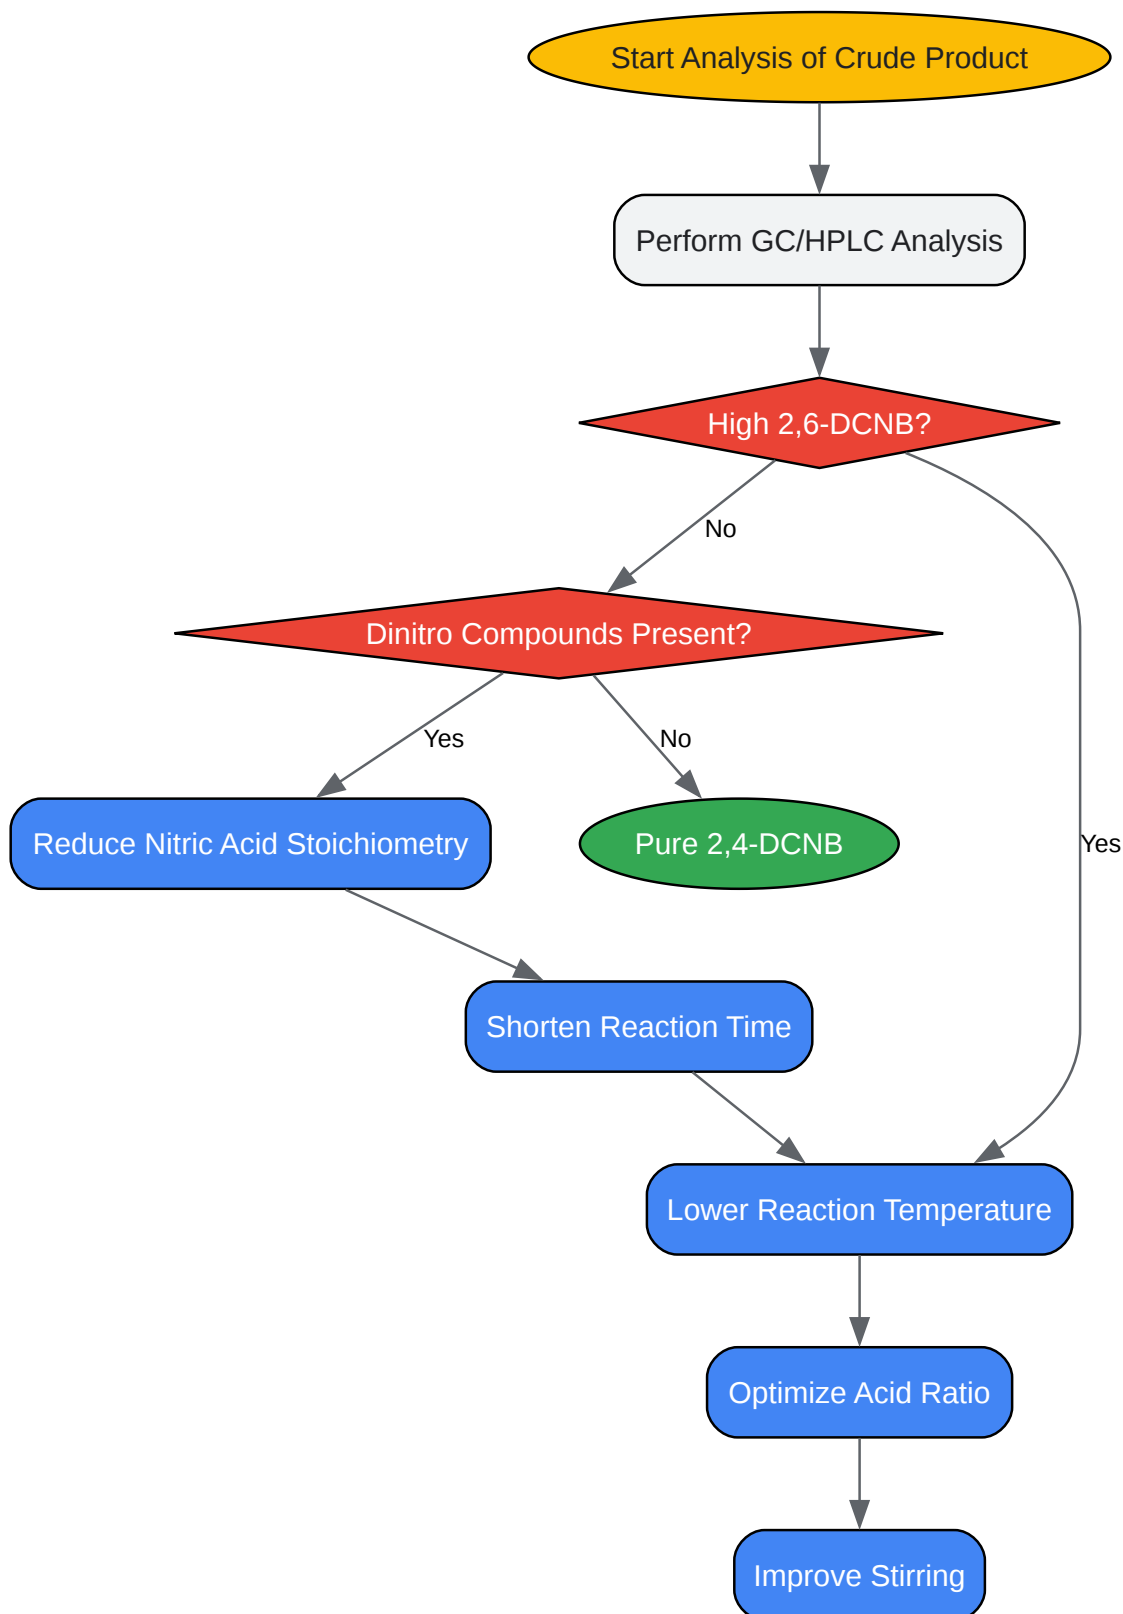 Start Analysis of Crude Product
Perform GC/HPLC Analysis
High 2,6-DCNB?
No
Dinitro Compounds Present?
Yes
No
Reduce Nitric Acid Stoichiometry
Pure 2,4-DCNB
Yes
Shorten Reaction Time
Lower Reaction Temperature
Optimize Acid Ratio
Improve Stirring